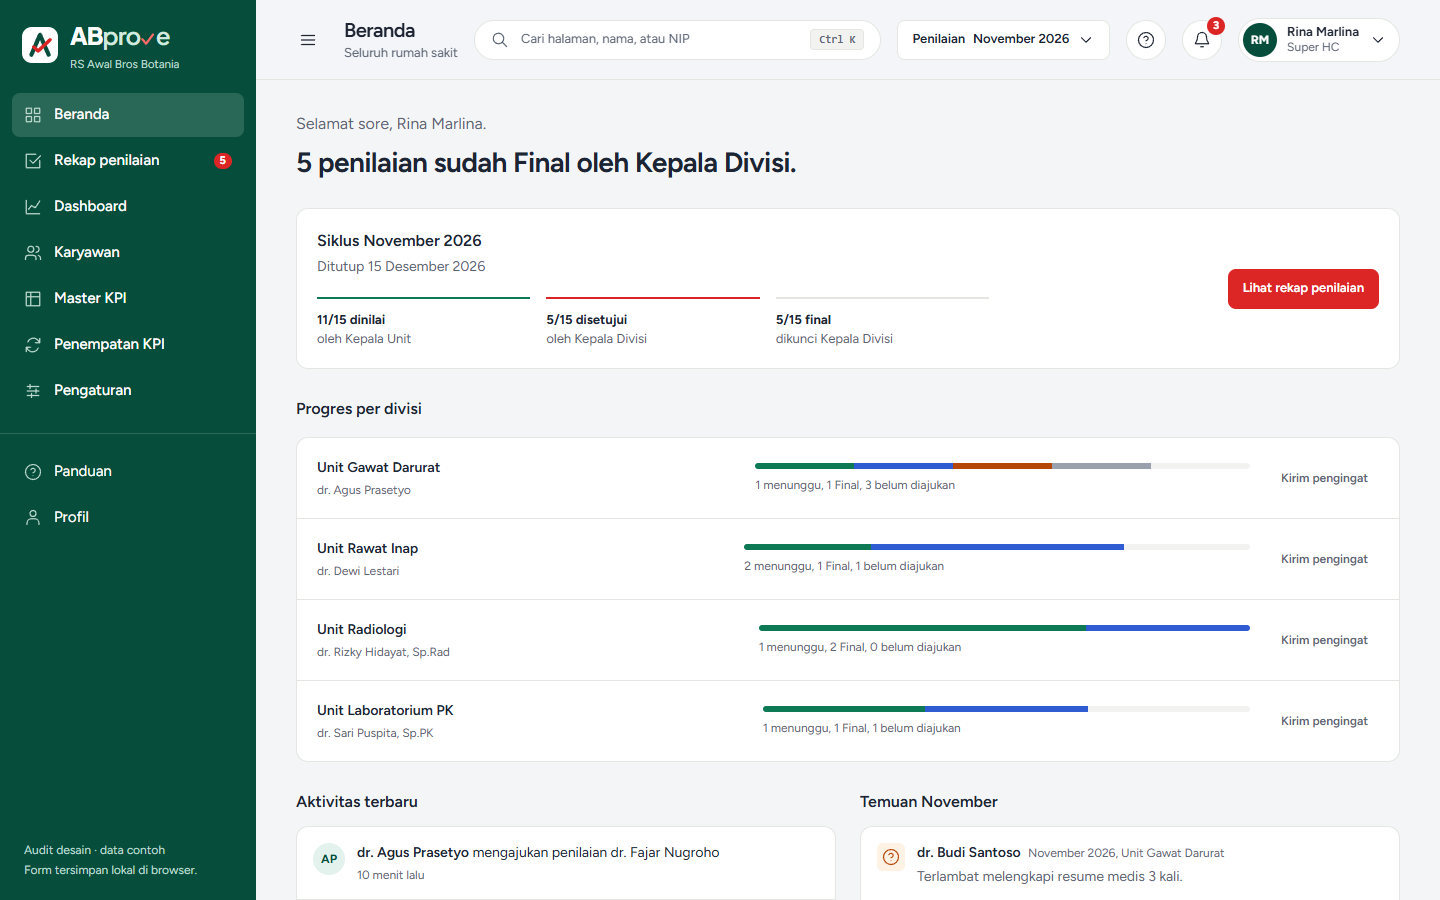 ABprove
RS Awal Bros Botania
Beranda
Rekap penilaian 5
Dashboard
Karyawan
Master KPI
Penempatan KPI
Pengaturan
Panduan
Profil
Audit desain · data contoh
Form tersimpan lokal di browser.
Beranda
Seluruh rumah sakit
Cari halaman, nama, atau NIP
Ctrl K
Penilaian November 2026
3
RM
Rina Marlina
Super HC
Selamat sore, Rina Marlina.
5 penilaian sudah Final oleh Kepala Divisi.
Siklus November 2026
Ditutup 15 Desember 2026
11/15 dinilai
oleh Kepala Unit
5/15 disetujui
oleh Kepala Divisi
5/15 final
dikunci Kepala Divisi
Lihat rekap penilaian
Progres per divisi
Unit Gawat Darurat
dr. Agus Prasetyo
1 menunggu, 1 Final, 3 belum diajukan
Kirim pengingat
Unit Rawat Inap
dr. Dewi Lestari
2 menunggu, 1 Final, 1 belum diajukan
Kirim pengingat
Unit Radiologi
dr. Rizky Hidayat, Sp.Rad
1 menunggu, 2 Final, 0 belum diajukan
Kirim pengingat
Unit Laboratorium PK
dr. Sari Puspita, Sp.PK
1 menunggu, 1 Final, 1 belum diajukan
Kirim pengingat
Aktivitas terbaru
AP
dr. Agus Prasetyo mengajukan penilaian dr. Fajar Nugroho
10 menit lalu
Temuan November
dr. Budi Santoso November 2026, Unit Gawat Darurat
Terlambat melengkapi resume medis 3 kali.